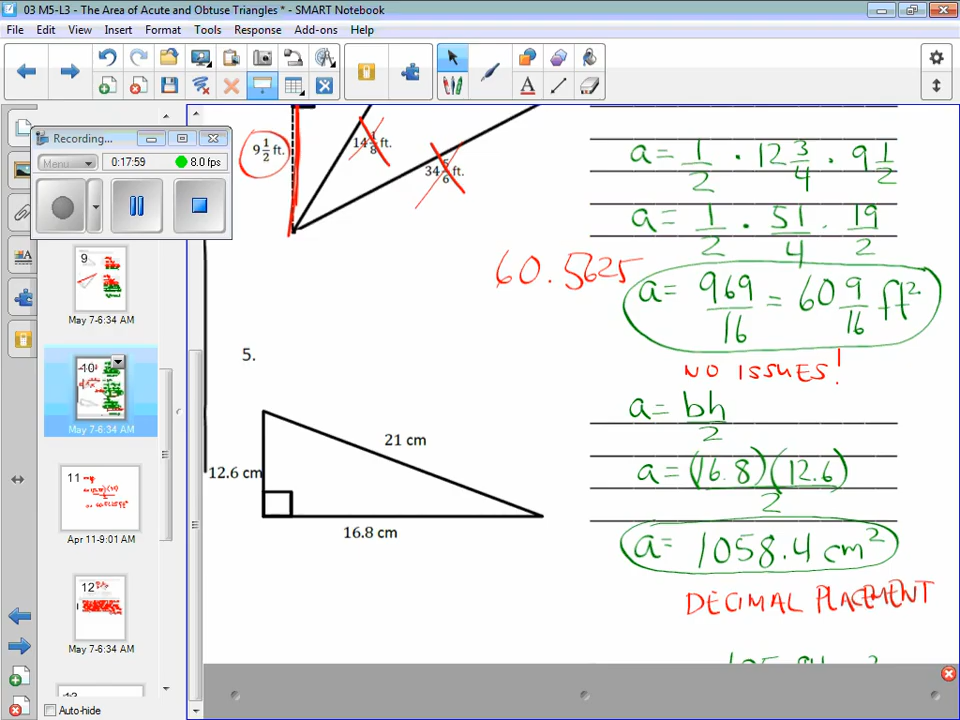 03 M5-L3 - The Area of Acute and Obtuse Triangles * - SMART Notebook
File Edit View Insert Format Tools Response Add-ons Help
Recording...
Menu
0:17:59
8.0 fps
9
May 7-6:34 AM
10
May 7-6:34 AM
11
Apr 11-9:01 AM
12
May 7-6:34 AM
Auto-hide
9 1/2 ft.
14 1/8 ft.
34 5/6 ft.
a = 1/2 · 12 3/4 · 9 1/2
a = 1/2 · 51/4 · 19/2
60.5625
a = 969/16 = 60 9/16 ft²
NO ISSUES!
5.
21 cm
12.6 cm
16.8 cm
a = bh/2
a = (16.8)(12.6)/2
a = 1058.4 cm²
DECIMAL PLACEMENT